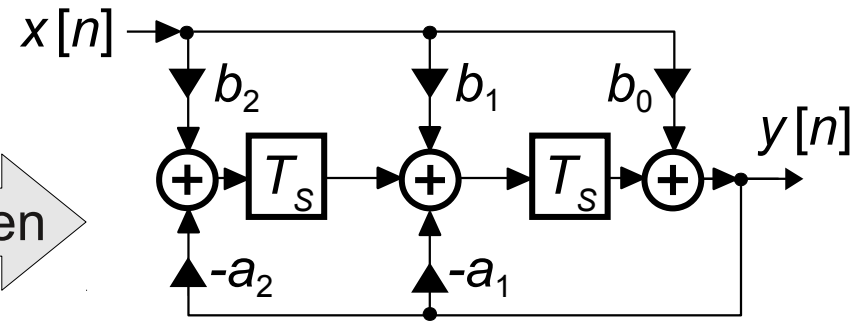 x[n]
b₂
b₁
b₀
y[n]
+ Tₛ + Tₛ +
en
-a₂
-a₁